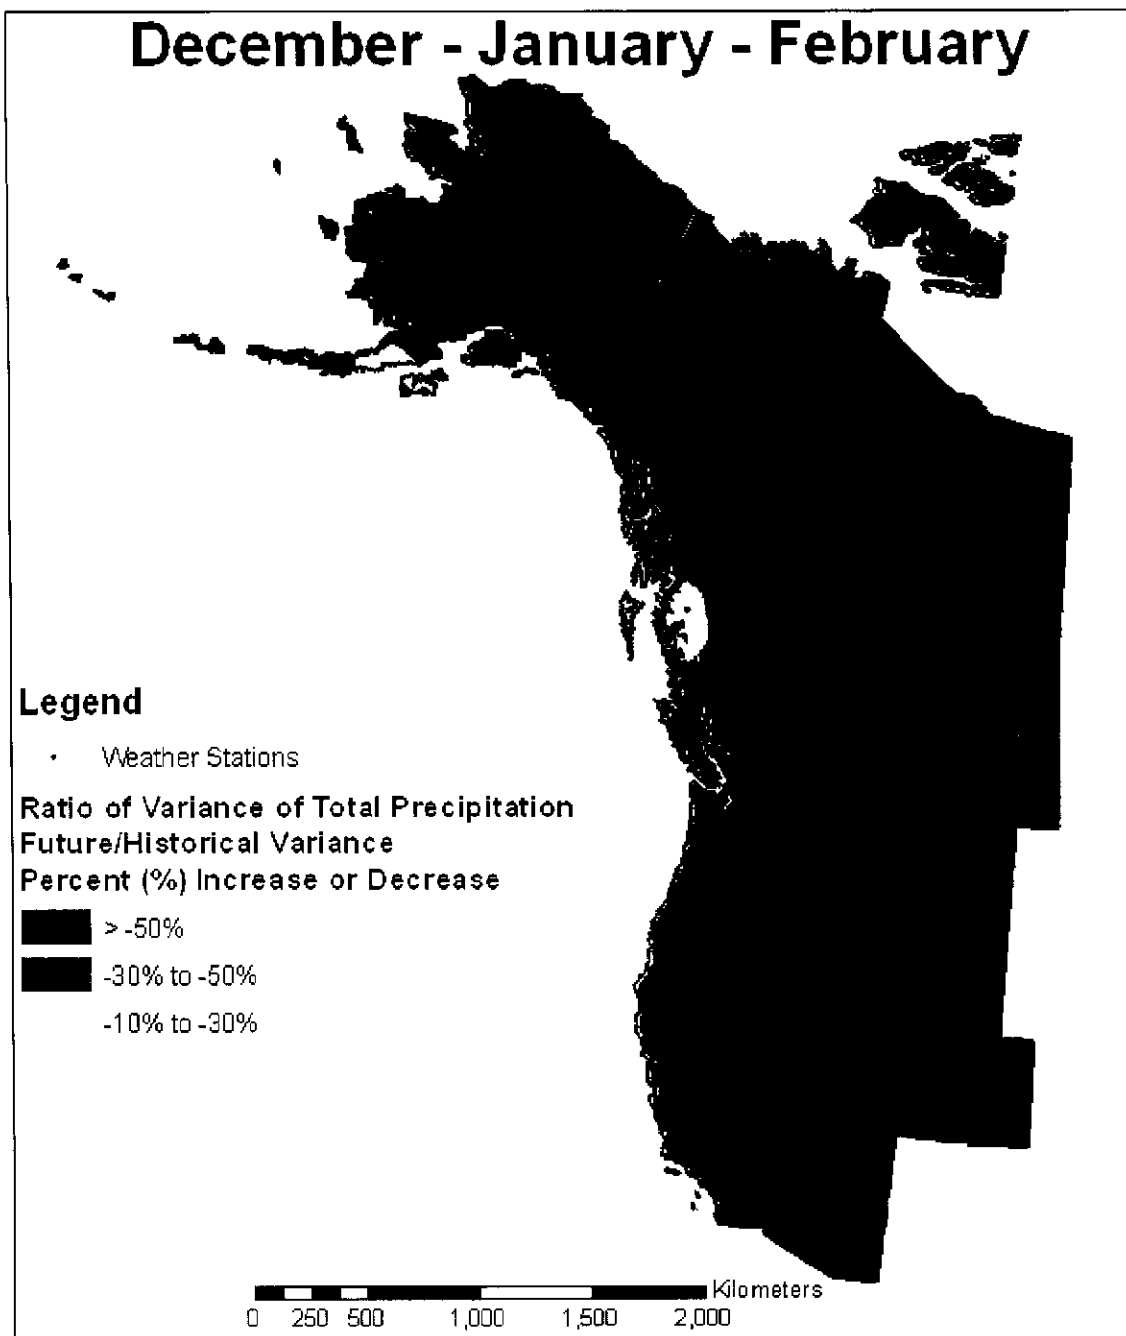 December - January - February
Legend
Weather Stations
Ratio of Variance of Total Precipitation
Future/Historical Variance
Percent (%) Increase or Decrease
> -50%
-30% to -50%
-10% to -30%
Kilometers
0 250 500 1,000 1,500 2,000